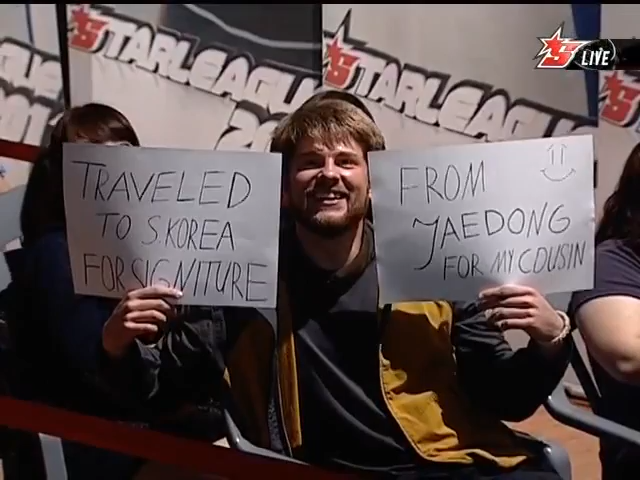 STARLEAGUE
STARLEAGUE
S LIVE
TRAVELED
TO S.KOREA
FOR SIGNITURE
FROM
JAEDONG
FOR MY COUSIN